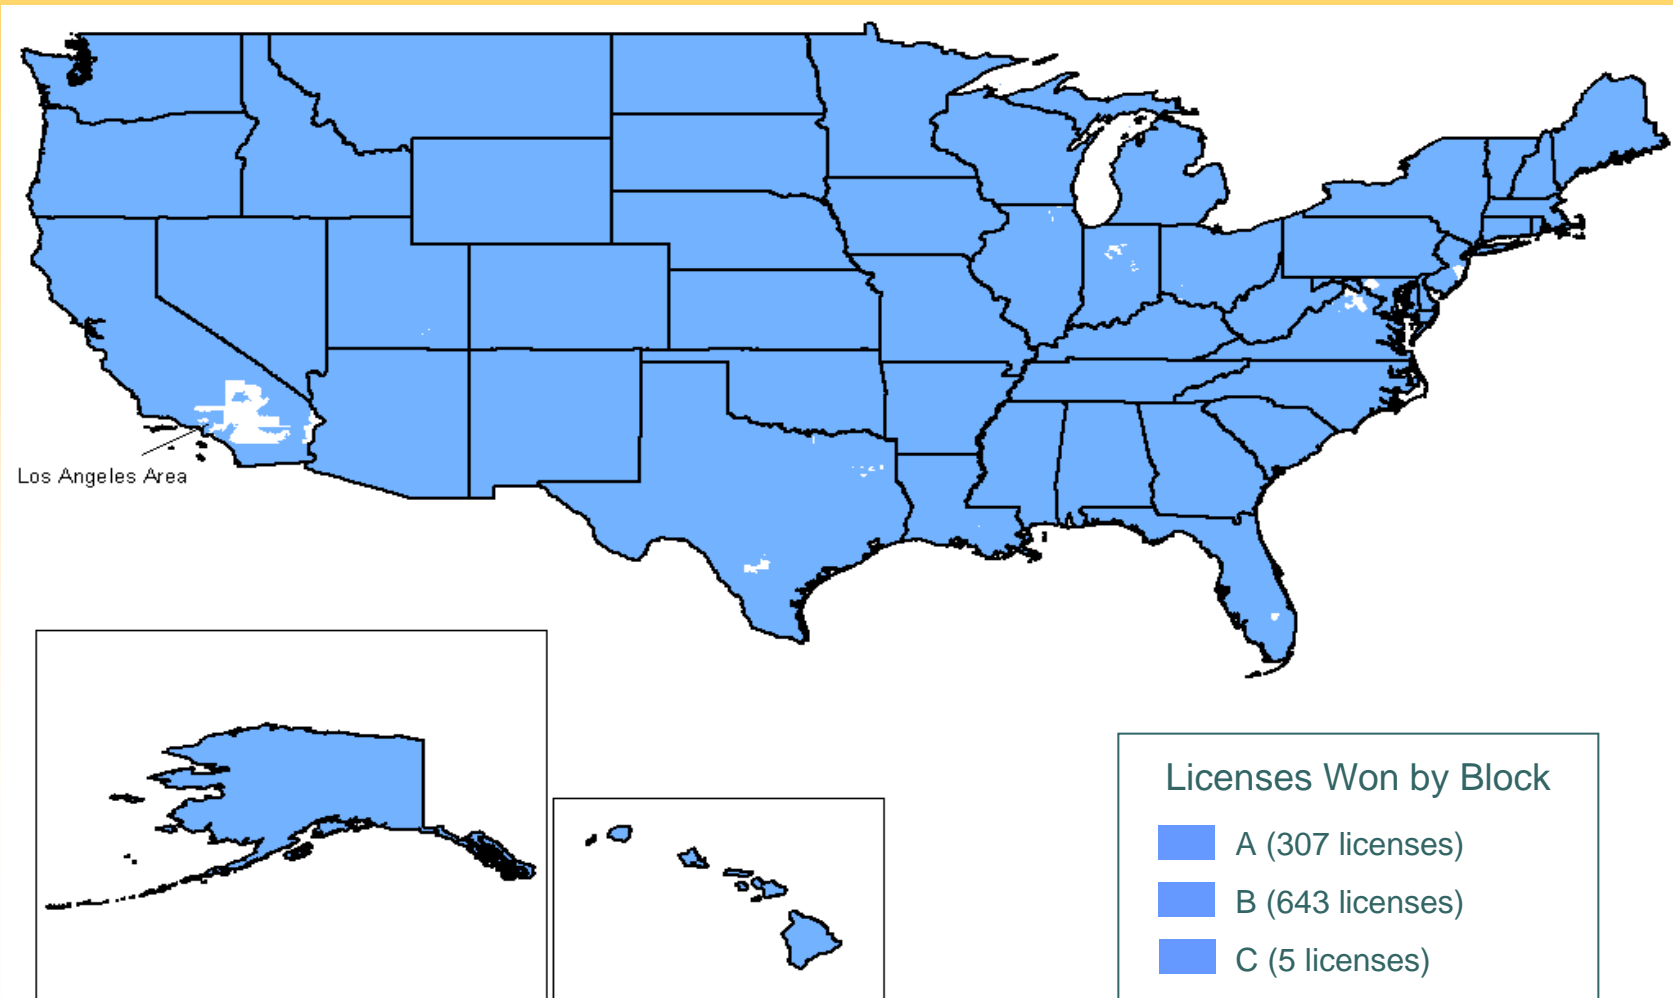 Los Angeles Area
Licenses Won by Block
A (307 licenses)
B (643 licenses)
C (5 licenses)